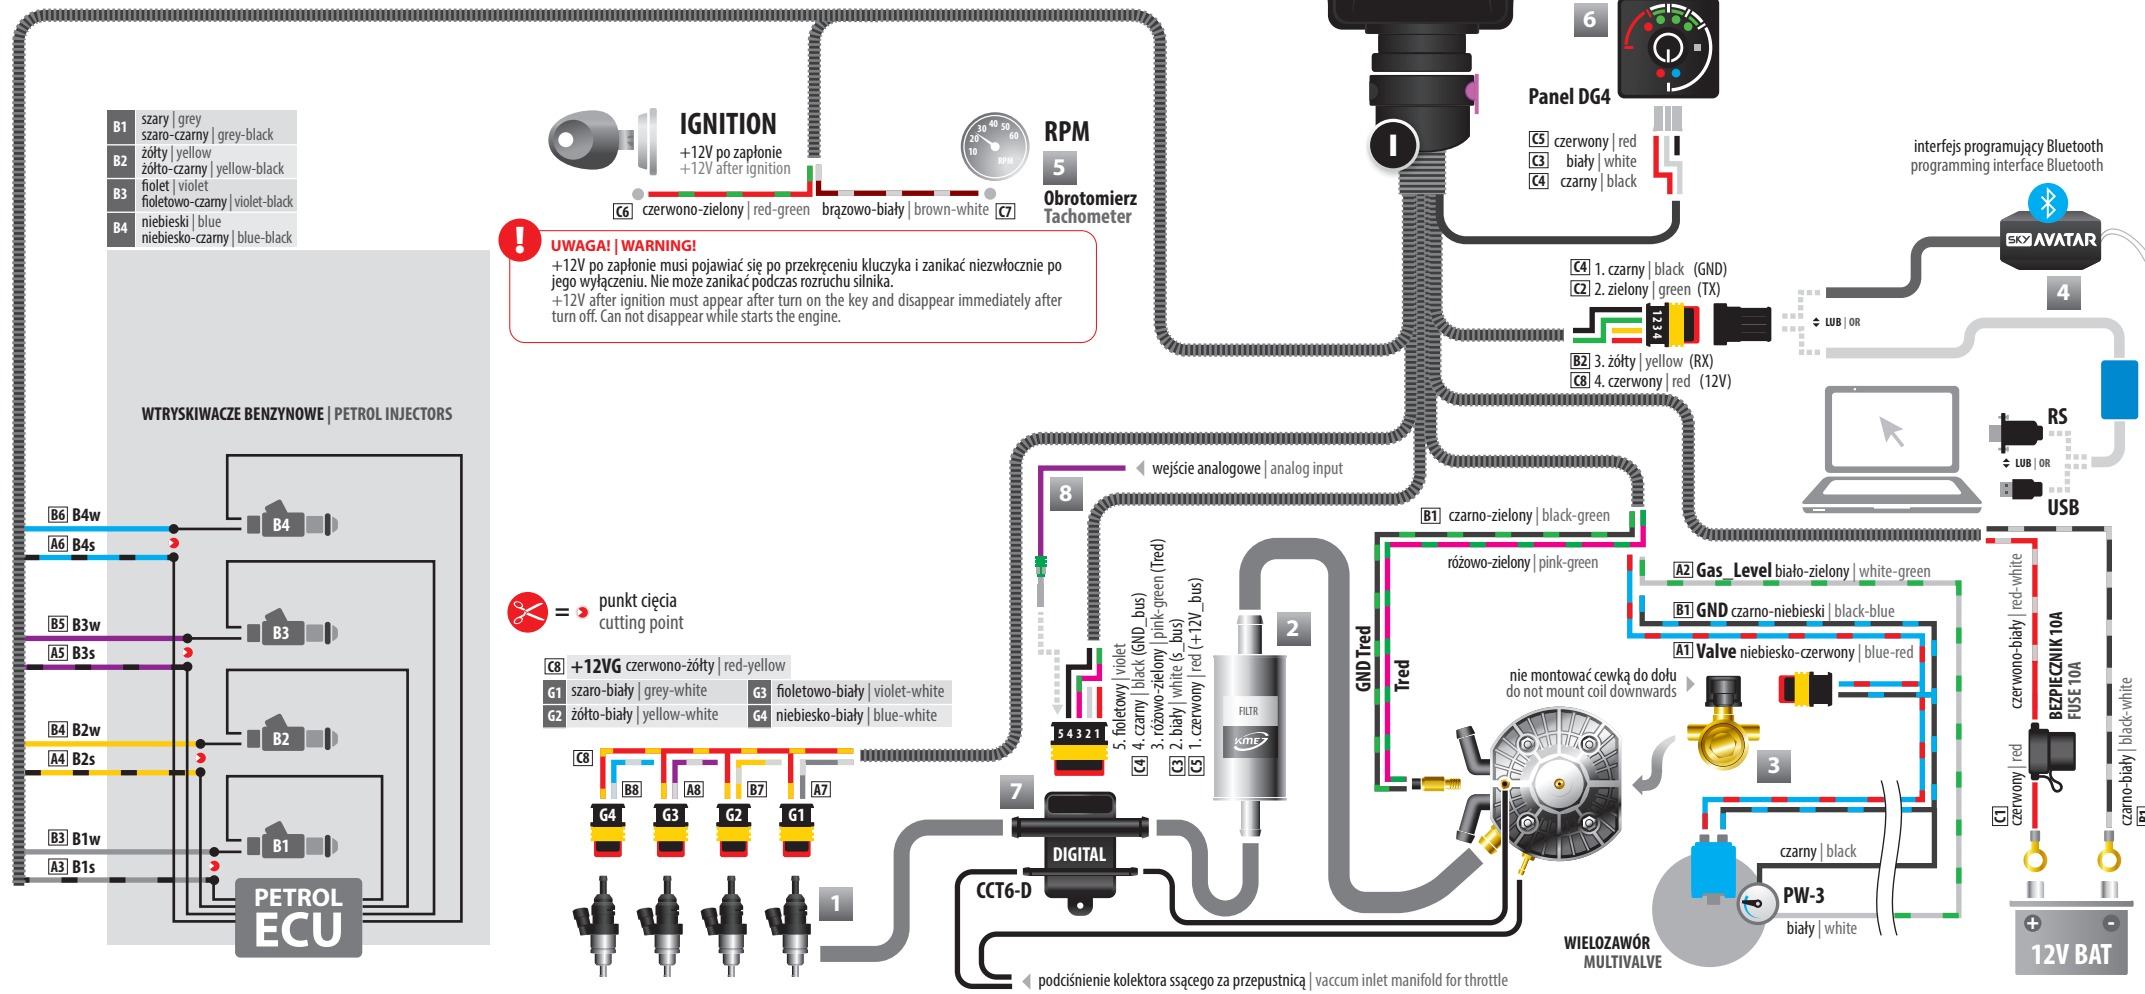 B1 szary | grey
szaro-czarny | grey-black
B2 żółty | yellow
żółto-czarny | yellow-black
B3 fiolet | violet
fioletowo-czarny | violet-black
B4 niebieski | blue
niebiesko-czarny | blue-black
WTRYSKIWACZE BENZYNOWE | PETROL INJECTORS
B6 B4w
A6 B4s
B4
B5 B3w
A5 B3s
B3
B4 B2w
A4 B2s
B2
B3 B1w
A3 B1s
B1
PETROL
ECU
IGNITION
+12V po zapłonie
+12V after ignition
10 20 30 40 50 60
RPM
RPM
5
Obrotomierz
Tachometer
C6 czerwono-zielony | red-green
brązowo-biały | brown-white C7
!
UWAGA! | WARNING!
+12V po zapłonie musi pojawiać się po przekręceniu kluczyka i zanikać niezwłocznie po
jego wyłączeniu. Nie może zanikać podczas rozruchu silnika.
+12V after ignition must appear after turn on the key and disappear immediately after
turn off. Can not disappear while starts the engine.
I
6
Panel DG4
C5 czerwony | red
C3 biały | white
C4 czarny | black
interfejs programujący Bluetooth
programming interface Bluetooth
SKY AVATAR
4
C4 1. czarny | black (GND)
C2 2. zielony | green (TX)
1 2 3 4
B2 3. żółty | yellow (RX)
C8 4. czerwony | red (12V)
LUB | OR
RS
LUB | OR
USB
wejście analogowe | analog input
8
= punkt cięcia
cutting point
C8 +12VG czerwono-żółty | red-yellow
G1 szaro-biały | grey-white
G3 fioletowo-biały | violet-white
G2 żółto-biały | yellow-white
G4 niebiesko-biały | blue-white
C8
B8
A8
B7
A7
G4
G3
G2
G1
1
5 4 3 2 1
5. fioletowy | violet
C4 4. czarny | black (GND_bus)
3. różowo-zielony | pink-green (Tred)
C3 2. biały | white (s_bus)
C5 1. czerwony | red (+12V_bus)
7
DIGITAL
CCT6-D
2
FILTR
KME
B1 czarno-zielony | black-green
różowo-zielony | pink-green
GND Tred
Tred
A2 Gas_Level biało-zielony | white-green
B1 GND czarno-niebieski | black-blue
A1 Valve niebiesko-czerwony | blue-red
nie montować cewką do dołu
do not mount coil downwards
3
czarny | black
PW-3
biały | white
WIELOZAWÓR
MULTIVALVE
podciśnienie kolektora ssącego za przepustnicą | vaccum inlet manifold for throttle
czerwono-biały | red-white
BEZPIECZNIK 10A
FUSE 10A
C1 czerwony | red
czarno-biały | black-white
B1
+
-
12V BAT